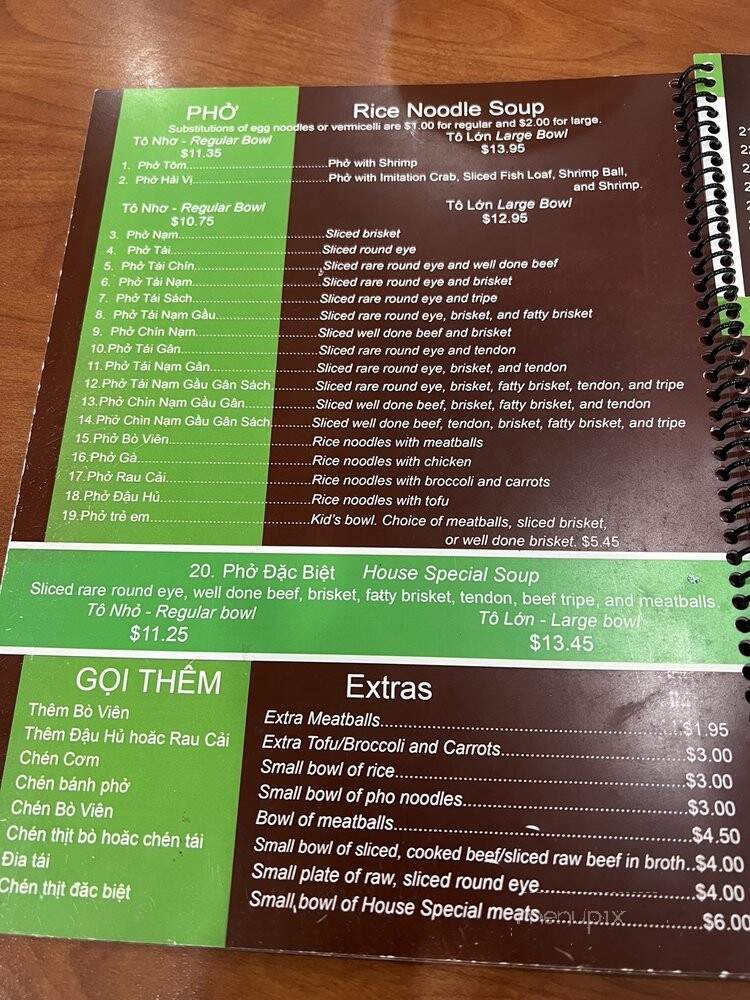 PHỞ Rice Noodle Soup
Substitutions of egg noodles or vermicelli are $1.00 for regular and $2.00 for large.
Tô Nhơ - Regular Bowl Tô Lớn Large Bowl
$11.35 $13.95
1. Phở Tôm.....Phở with Shrimp
2. Phở Hải Vị.....Phở with Imitation Crab, Sliced Fish Loaf, Shrimp Ball,
and Shrimp.
Tô Nhơ - Regular Bowl Tô Lớn Large Bowl
$10.75 $12.95
3. Phở Nạm.....Sliced brisket
4. Phở Tái.....Sliced round eye
5. Phở Tái Chín.....Sliced rare round eye and well done beef
6. Phở Tái Nạm.....Sliced rare round eye and brisket
7. Phở Tái Sách.....Sliced rare round eye and tripe
8. Phở Tái Nạm Gầu.....Sliced rare round eye, brisket, and fatty brisket
9. Phở Chín Nạm.....Sliced well done beef and brisket
10.Phở Tái Gân.....Sliced rare round eye and tendon
11.Phở Tái Nạm Gần.....Sliced rare round eye, brisket, and tendon
12.Phở Tái Nạm Gầu Gân Sách.....Sliced rare round eye, brisket, fatty brisket, tendon, and tripe
13.Phở Chín Nạm Gầu Gân.....Sliced well done beef, brisket, fatty brisket, and tendon
14.Phở Chìn Nạm Gầu Gân Sách.....Sliced well done beef, tendon, brisket, fatty brisket, and tripe
15.Phở Bò Viên.....Rice noodles with meatballs
16.Phở Gà.....Rice noodles with chicken
17.Phở Rau Cải.....Rice noodles with broccoli and carrots
18.Phở Đậu Hủ.....Rice noodles with tofu
19.Phở trẻ em.....Kid's bowl. Choice of meatballs, sliced brisket,
or well done brisket. $5.45
20. Phở Đặc Biệt House Special Soup
Sliced rare round eye, well done beef, brisket, fatty brisket, tendon, beef tripe, and meatballs.
Tô Nhỏ - Regular bowl Tô Lớn - Large bowl
$11.25 $13.45
GỌI THÊM Extras
Thêm Bò Viên Extra Meatballs.....$1.95
Thêm Đậu Hủ hoăc Rau Cải Extra Tofu/Broccoli and Carrots.....$3.00
Chén Cơm Small bowl of rice.....$3.00
Chén bánh phở Small bowl of pho noodles.....$3.00
Chén Bò Viên Bowl of meatballs.....$4.50
Chén thịt bò hoăc chén tái Small bowl of sliced, cooked beef/sliced raw beef in broth..$4.00
Đia tái Small plate of raw, sliced round eye.....$4.00
Chén thịt đăc biệt Small bowl of House Special meats.....$6.00
menupix